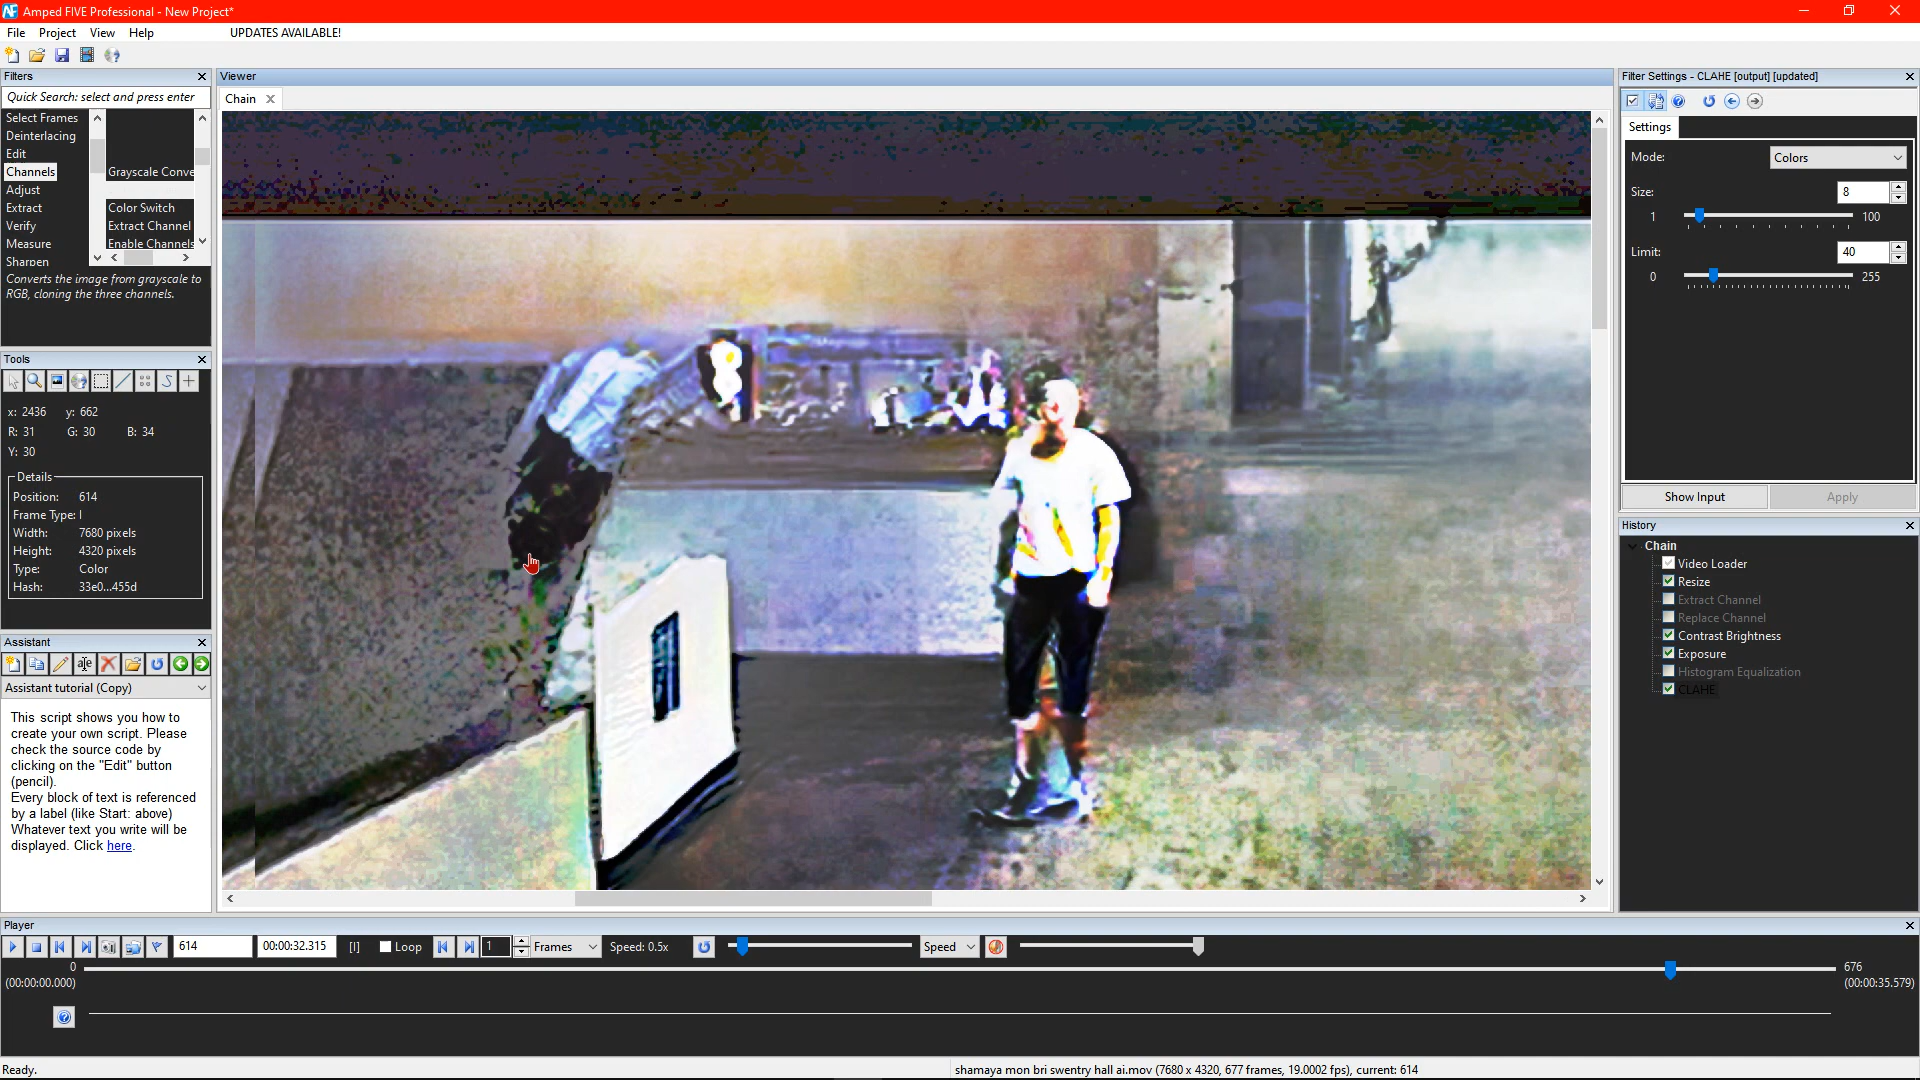 Amped FIVE Professional - New Project*
File Project View Help UPDATES AVAILABLE!
Filters
Quick Search: select and press enter
Select Frames
Deinterlacing
Edit
Channels
Grayscale Conve
Adjust
Extract
Color Switch
Verify
Extract Channel
Measure
Enable Channels
Sharpen
Converts the image from grayscale to
RGB, cloning the three channels.
Tools
x: 2436 y: 662
R: 31 G: 30 B: 34
Y: 30
Details
Position: 614
Frame Type: I
Width: 7680 pixels
Height: 4320 pixels
Type: Color
Hash: 33e0...455d
Assistant
Assistant tutorial (Copy)
This script shows you how to
create your own script. Please
check the source code by
clicking on the "Edit" button
(pencil).
Every block of text is referenced
by a label (like Start: above)
Whatever text you write will be
displayed. Click here.
Viewer
Chain
Filter Settings - CLAHE [output] [updated]
Settings
Mode: Colors
Size: 8
1 100
Limit: 40
0 255
Show Input Apply
History
Chain
Video Loader
Resize
Extract Channel
Replace Channel
Contrast Brightness
Exposure
Histogram Equalization
CLAHE
Player
614 00:00:32.315 [I] Loop 1 Frames Speed: 0.5x Speed
0 676
(00:00:00.000) (00:00:35.579)
Ready. shamaya mon bri swentry hall ai.mov (7680 x 4320, 677 frames, 19.0002 fps), current: 614